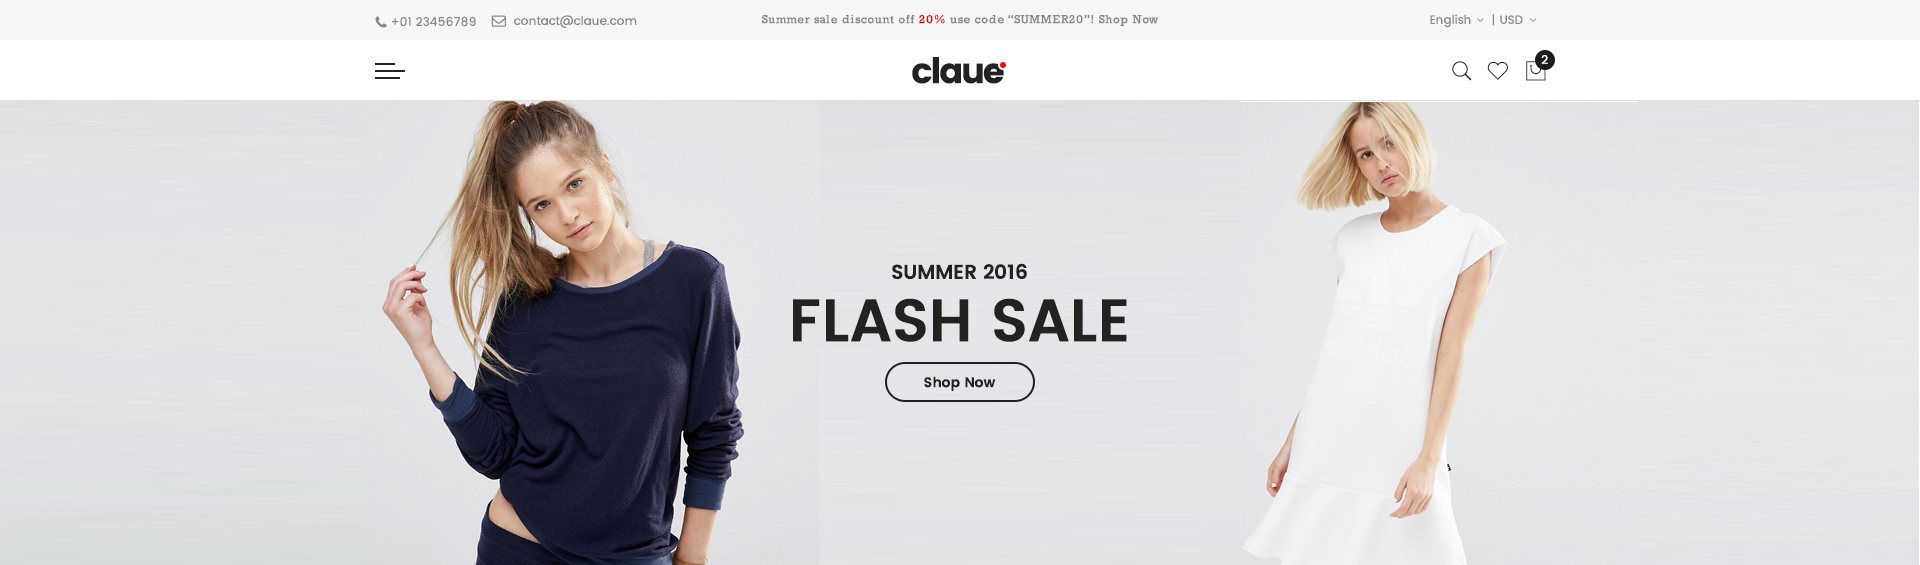 +01 23456789 contact@claue.com Summer sale discount off 20% use code “SUMMER20”! Shop Now English | USD
claue
2
SUMMER 2016
FLASH SALE
Shop Now
adidas